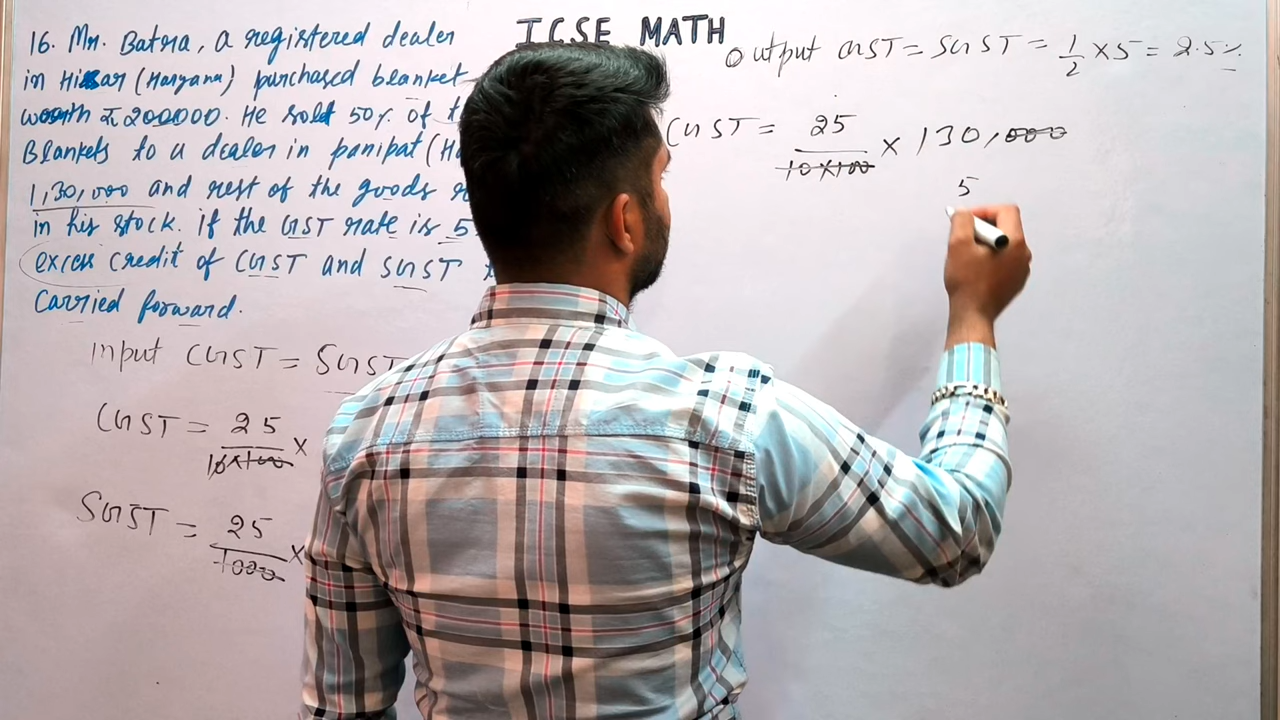 ICSE MATH
16. Mr. Batra, a registered dealer
in Hissar (Haryana) purchased blanket
worth ₹ 200000. He sold 50% of
Blankets to a dealer in panipat (Ha
1,30,000 and rest of the goods
in his stock. If the GST rate is 5
excess credit of CGST and SGST
Carried forward.
input CGST = SGST
CGST = 25 ×
10×100
SGST = 25 ×
1000
output CGST = SGST = 1/2 × 5 = 2.5%
CGST = 25 × 130,000
10×100
5